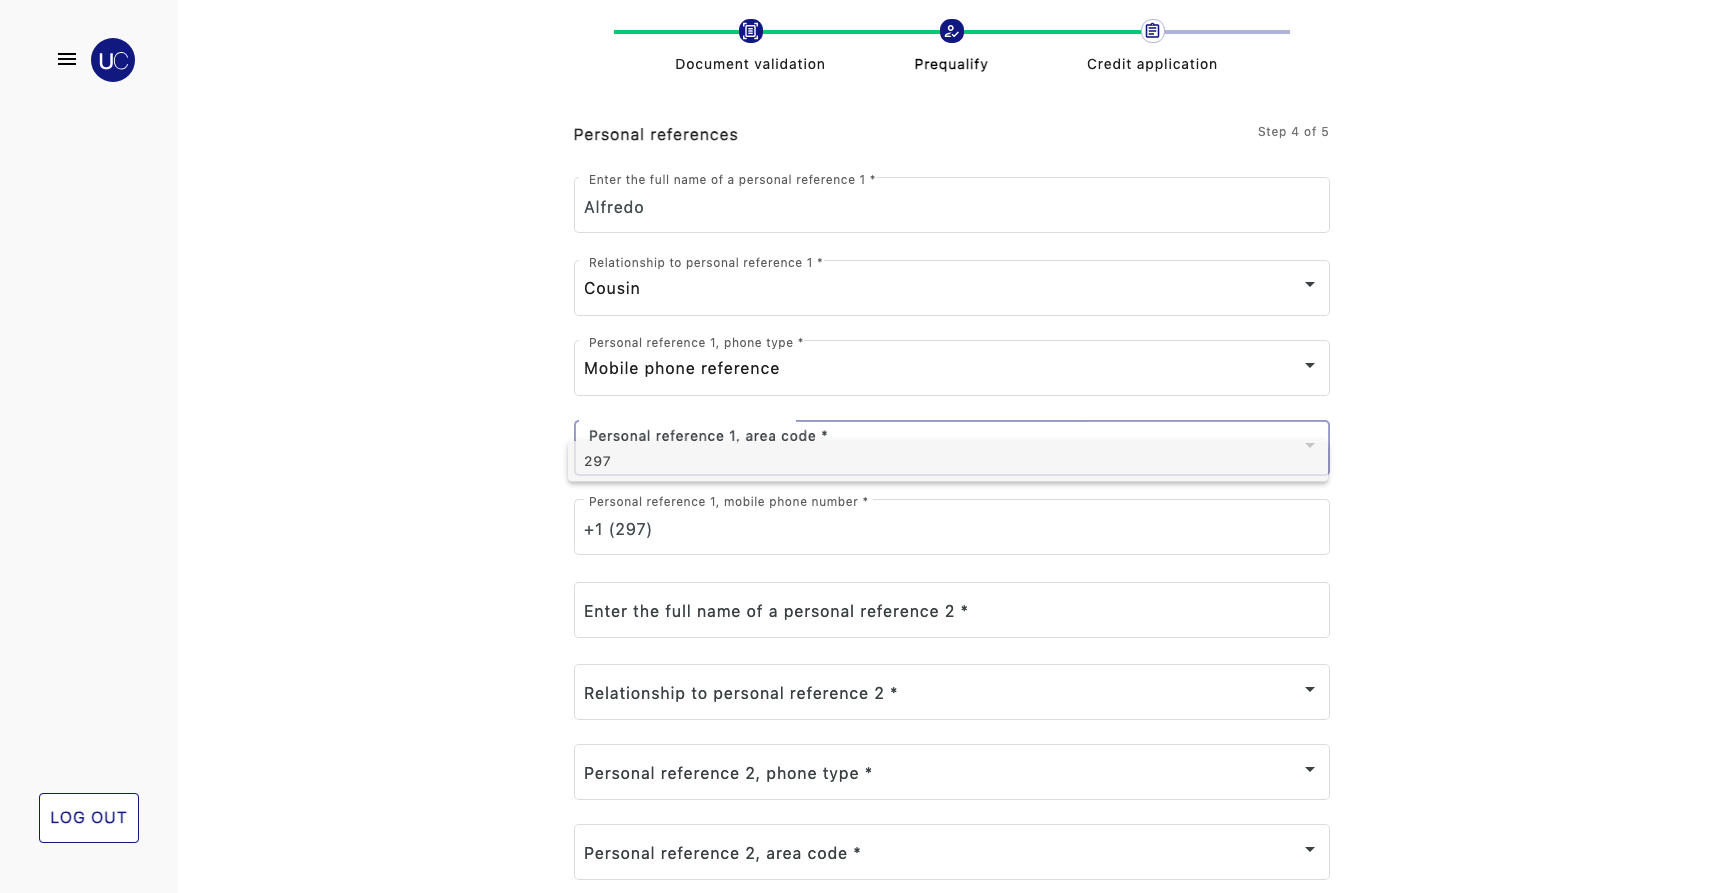 UC
Document validation
Prequalify
Credit application
Personal references
Step 4 of 5
Enter the full name of a personal reference 1 *
Alfredo
Relationship to personal reference 1 *
Cousin
Personal reference 1, phone type *
Mobile phone reference
Personal reference 1, area code *
297
Personal reference 1, mobile phone number *
+1 (297)
Enter the full name of a personal reference 2 *
Relationship to personal reference 2 *
Personal reference 2, phone type *
Personal reference 2, area code *
LOG OUT